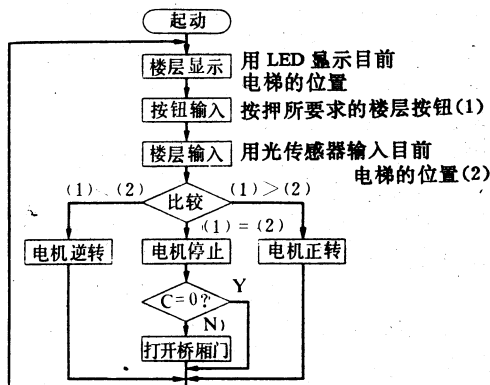 起动
楼层显示
用 LED 显示目前
电梯的位置
按钮输入
按押所要求的楼层按钮(1)
楼层输入
用光传感器输入目前
电梯的位置(2)
(1) (2)
比较
(1)>(2)
(1)=(2)
电机逆转
电机停止
电机正转
C=0?
Y
N)
打开桥厢门